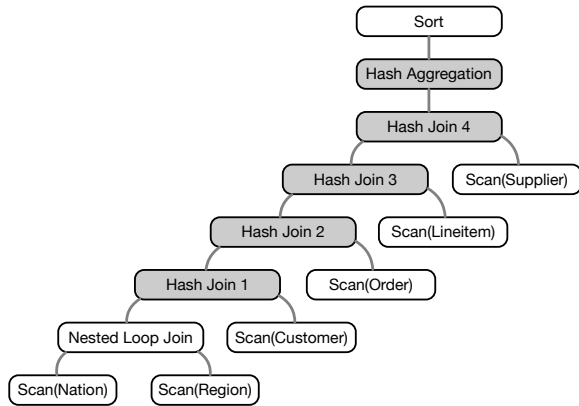 Sort
Hash Aggregation
Hash Join 4
Hash Join 3
Scan(Supplier)
Hash Join 2
Scan(Lineitem)
Hash Join 1
Scan(Order)
Nested Loop Join
Scan(Customer)
Scan(Nation)
Scan(Region)